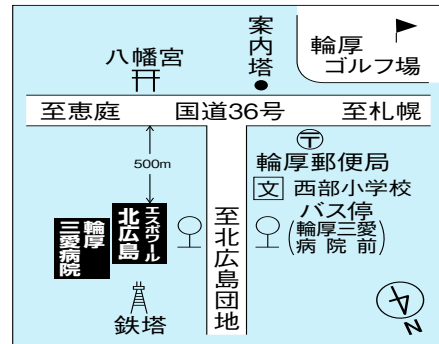 案内塔
輪厚
ゴルフ場
八幡宮
至恵庭 国道36号 至札幌
500m
〒
輪厚郵便局
文 西部小学校
バス停
(輪厚三愛
病院前)
エスポワール
北広島
輪厚
三愛病院
至北広島団地
鉄塔
N